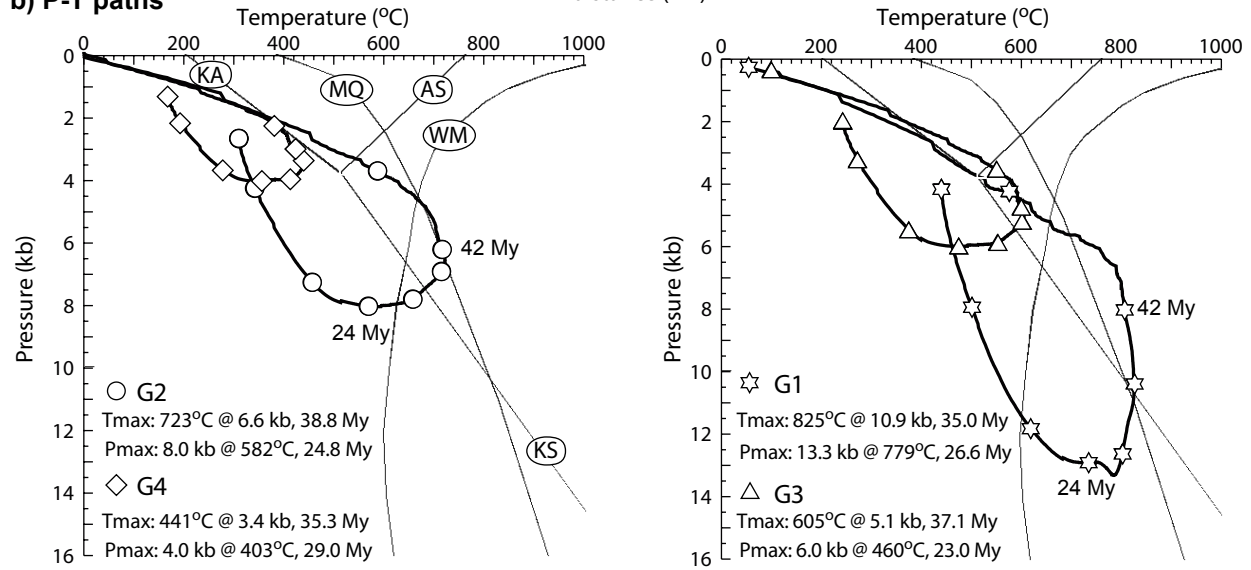 b) P-T paths
Temperature (°C)
0 200 400 600 800 1000
0
2
4
6
8
10
12
14
16
Pressure (kb)
KA
MQ
AS
WM
KS
42 My
24 My
G2
Tmax: 723°C @ 6.6 kb, 38.8 My
Pmax: 8.0 kb @ 582°C, 24.8 My
G4
Tmax: 441°C @ 3.4 kb, 35.3 My
Pmax: 4.0 kb @ 403°C, 29.0 My
Temperature (°C)
0 200 400 600 800 1000
0
2
4
6
8
10
12
14
16
Pressure (kb)
42 My
24 My
G1
Tmax: 825°C @ 10.9 kb, 35.0 My
Pmax: 13.3 kb @ 779°C, 26.6 My
G3
Tmax: 605°C @ 5.1 kb, 37.1 My
Pmax: 6.0 kb @ 460°C, 23.0 My